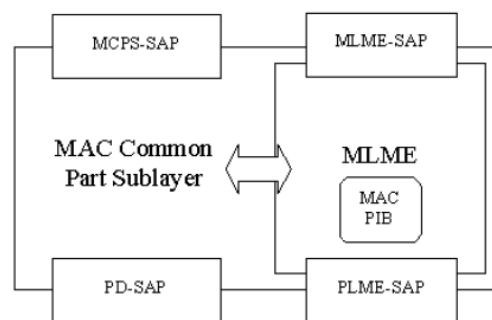 MCPS-SAP
MLME-SAP
MAC Common
Part Sublayer
MLME
MAC
PIB
PD-SAP
PLME-SAP